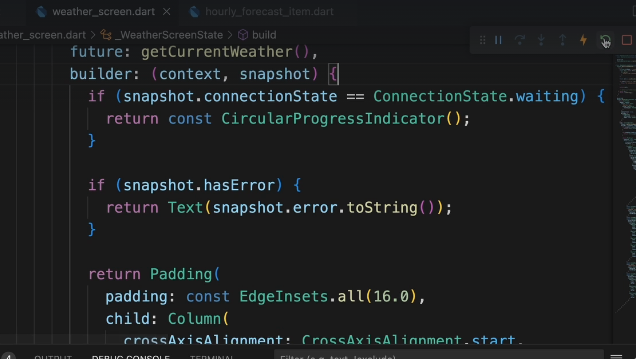 weather_screen.dart
hourly_forecast_item.dart
ather_screen.dart > _WeatherScreenState > build
future: getCurrentWeather(),
builder: (context, snapshot) {
if (snapshot.connectionState == ConnectionState.waiting) {
return const CircularProgressIndicator();
}
if (snapshot.hasError) {
return Text(snapshot.error.toString());
}
return Padding(
padding: const EdgeInsets.all(16.0),
child: Column(
crossAxisAlignment: CrossAxisAlignment.start,
4 OUTPUT DEBUG CONSOLE TERMINAL Filter (e.g. text, !exclude)